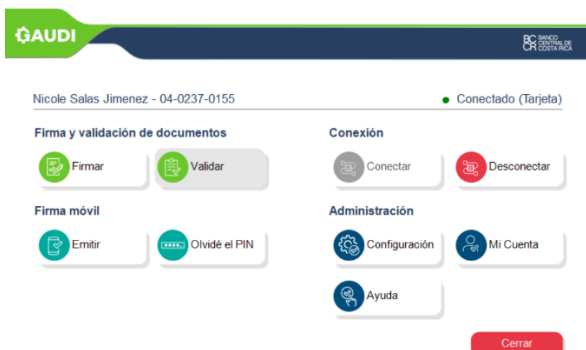 GAUDI
BANCO
CENTRAL DE
COSTA RICA
Nicole Salas Jimenez - 04-0237-0155
Conectado (Tarjeta)
Firma y validación de documentos
Conexión
Firmar
Validar
Conectar
Desconectar
Firma móvil
Administración
Emitir
Olvidé el PIN
Configuración
Mi Cuenta
Ayuda
Cerrar